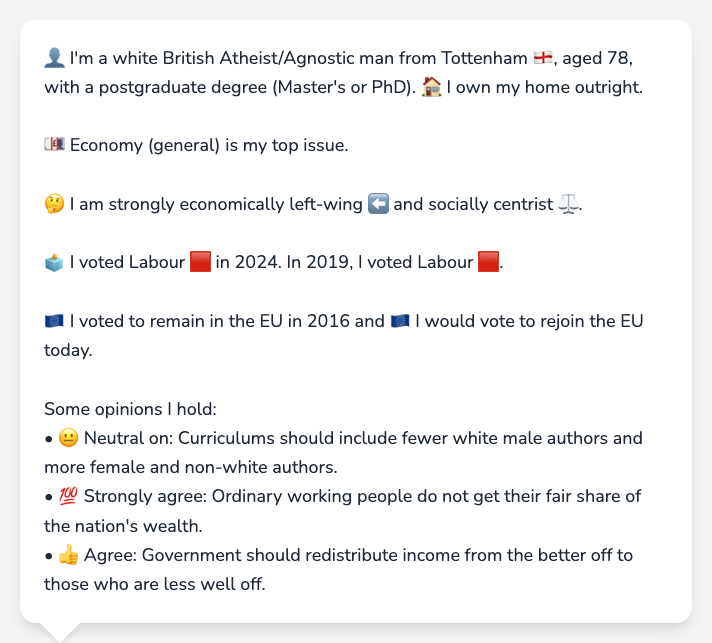 👤 I'm a white British Atheist/Agnostic man from Tottenham 🏴󠁧󠁢󠁥󠁮󠁧󠁿, aged 78,
with a postgraduate degree (Master's or PhD). 🏠 I own my home outright.
💷 Economy (general) is my top issue.
🤔 I am strongly economically left-wing ⬅️ and socially centrist ⚖️.
🗳️ I voted Labour 🟥 in 2024. In 2019, I voted Labour 🟥.
🇪🇺 I voted to remain in the EU in 2016 and 🇪🇺 I would vote to rejoin the EU
today.
Some opinions I hold:
• 😐 Neutral on: Curriculums should include fewer white male authors and
more female and non-white authors.
• 💯 Strongly agree: Ordinary working people do not get their fair share of
the nation's wealth.
• 👍 Agree: Government should redistribute income from the better off to
those who are less well off.